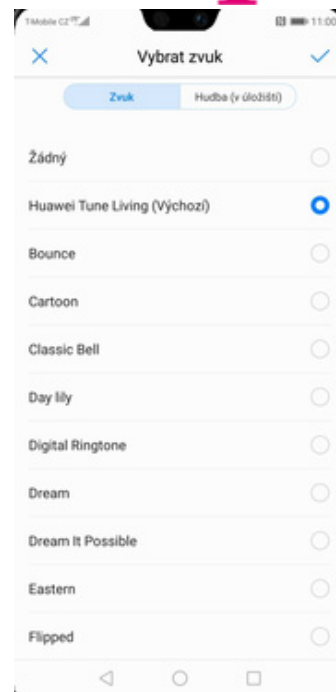 T-Mobile CZ 11:00
Vybrat zvuk
Zvuk Hudba (v úložišti)
Žádný
Huawei Tune Living (Výchozí)
Bounce
Cartoon
Classic Bell
Day lily
Digital Ringtone
Dream
Dream It Possible
Eastern
Flipped